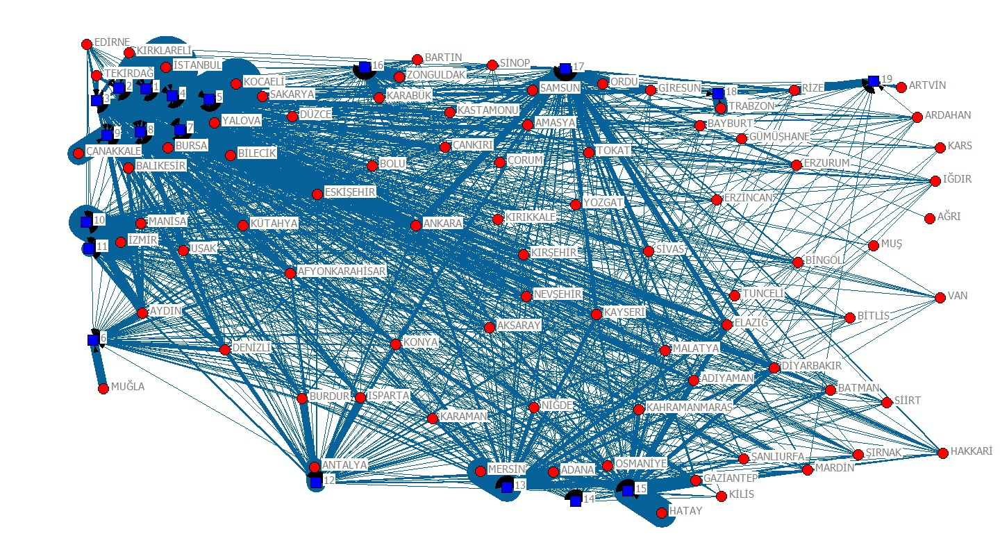 EDİRNE
KIRKLARELİ
İSTANBUL
TEKİRDAĞ
2
1
4
5
3
KOCAELİ
SAKARYA
16
BARTIN
ZONGULDAK
KARABÜK
SİNOP
17
SAMSUN
ORDU
GİRESUN
18
TRABZON
RİZE
19
ARTVİN
ARDAHAN
KARS
IĞDIR
AĞRI
9
8
7
YALOVA
DÜZCE
KASTAMONU
AMASYA
BAYBURT
GÜMÜŞHANE
ÇANAKKALE
BURSA
BİLECİK
BALIKESİR
BOLU
ÇANKIRI
ÇORUM
TOKAT
ERZURUM
ESKİŞEHİR
YOZGAT
ERZİNCAN
10
MANİSA
KÜTAHYA
ANKARA
KIRIKKALE
11
İZMİR
UŞAK
KIRŞEHİR
SİVAS
BİNGÖL
MUŞ
AFYONKARAHİSAR
NEVŞEHİR
TUNCELİ
VAN
AYDIN
AKSARAY
KAYSERİ
ELAZIĞ
BİTLİS
6
DENİZLİ
KONYA
MALATYA
DİYARBAKIR
MUĞLA
ADIYAMAN
BATMAN
SİİRT
BURDUR
ISPARTA
KARAMAN
NİĞDE
KAHRAMANMARAŞ
ANTALYA
12
MERSİN
13
ADANA
14
OSMANİYE
15
ŞANLIURFA
ŞIRNAK
HAKKARİ
MARDİN
GAZİANTEP
KİLİS
HATAY